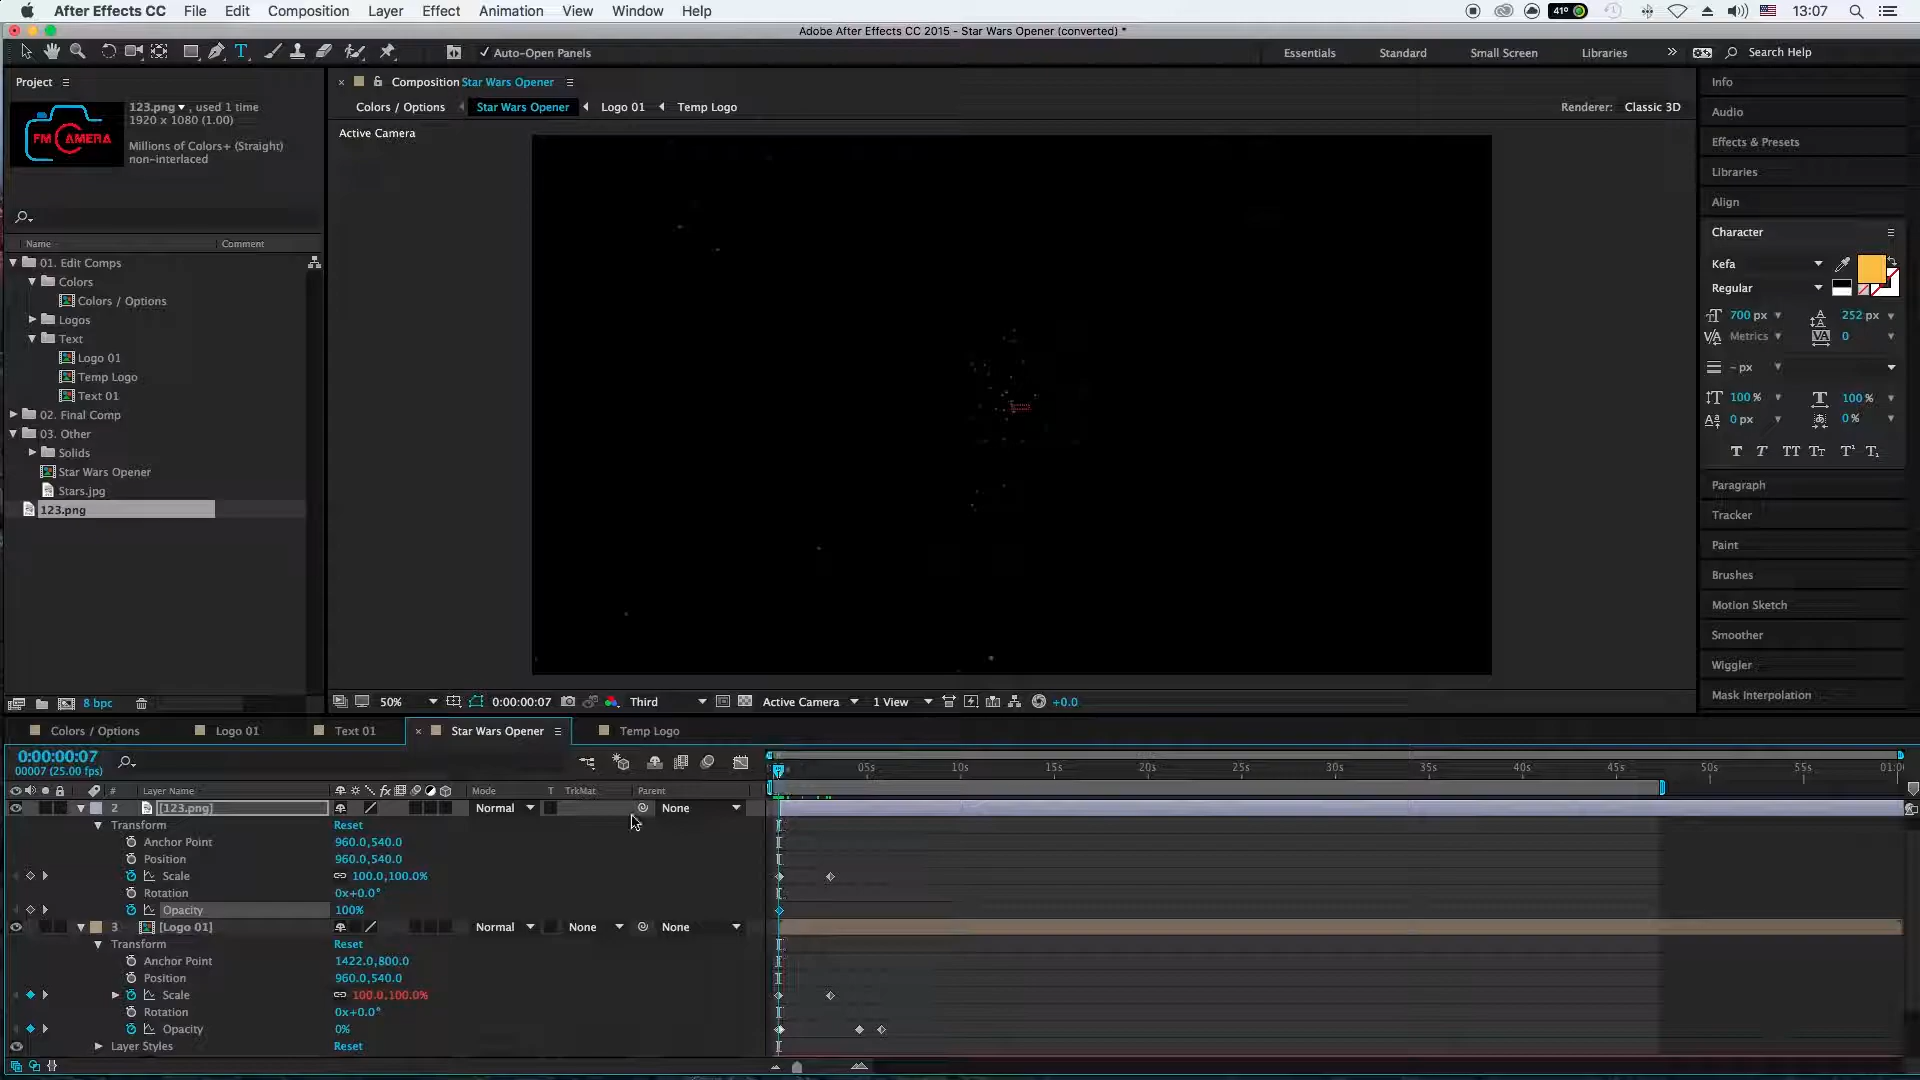 After Effects CC File Edit Composition Layer Effect Animation View Window Help 41° 13:07
Adobe After Effects CC 2015 - Star Wars Opener (converted) *
Auto-Open Panels Essentials Standard Small Screen Libraries Search Help
Project
123.png , used 1 time
1920 x 1080 (1.00)
Millions of Colors+ (Straight)
non-interlaced
FM CAMERA
Name Comment
01. Edit Comps
Colors
Colors / Options
Logos
Text
Logo 01
Temp Logo
Text 01
02. Final Comp
03. Other
Solids
Star Wars Opener
Stars.jpg
123.png
8 bpc
Composition Star Wars Opener
Colors / Options Star Wars Opener Logo 01 Temp Logo Renderer: Classic 3D
Active Camera
50% 0:00:00:07 Third Active Camera 1 View +0.0
Info
Audio
Effects & Presets
Libraries
Align
Character
Kefa
Regular
700 px 252 px
Metrics 0
- px
100 % 100 %
0 px 0 %
T T TT Tt T¹ T₁
Paragraph
Tracker
Paint
Brushes
Motion Sketch
Smoother
Wiggler
Mask Interpolation
Colors / Options Logo 01 Text 01 Star Wars Opener Temp Logo
0:00:00:07
00007 (25.00 fps)
05s 10s 15s 20s 25s 30s 35s 40s 45s 50s 55s 01:0
# Layer Name Mode T TrkMat Parent
2 [123.png] Normal None
Transform Reset
Anchor Point 960.0,540.0
Position 960.0,540.0
Scale 100.0,100.0%
Rotation 0x+0.0°
Opacity 100%
3 [Logo 01] Normal None None
Transform Reset
Anchor Point 1422.0,800.0
Position 960.0,540.0
Scale 100.0,100.0%
Rotation 0x+0.0°
Opacity 0%
Layer Styles Reset